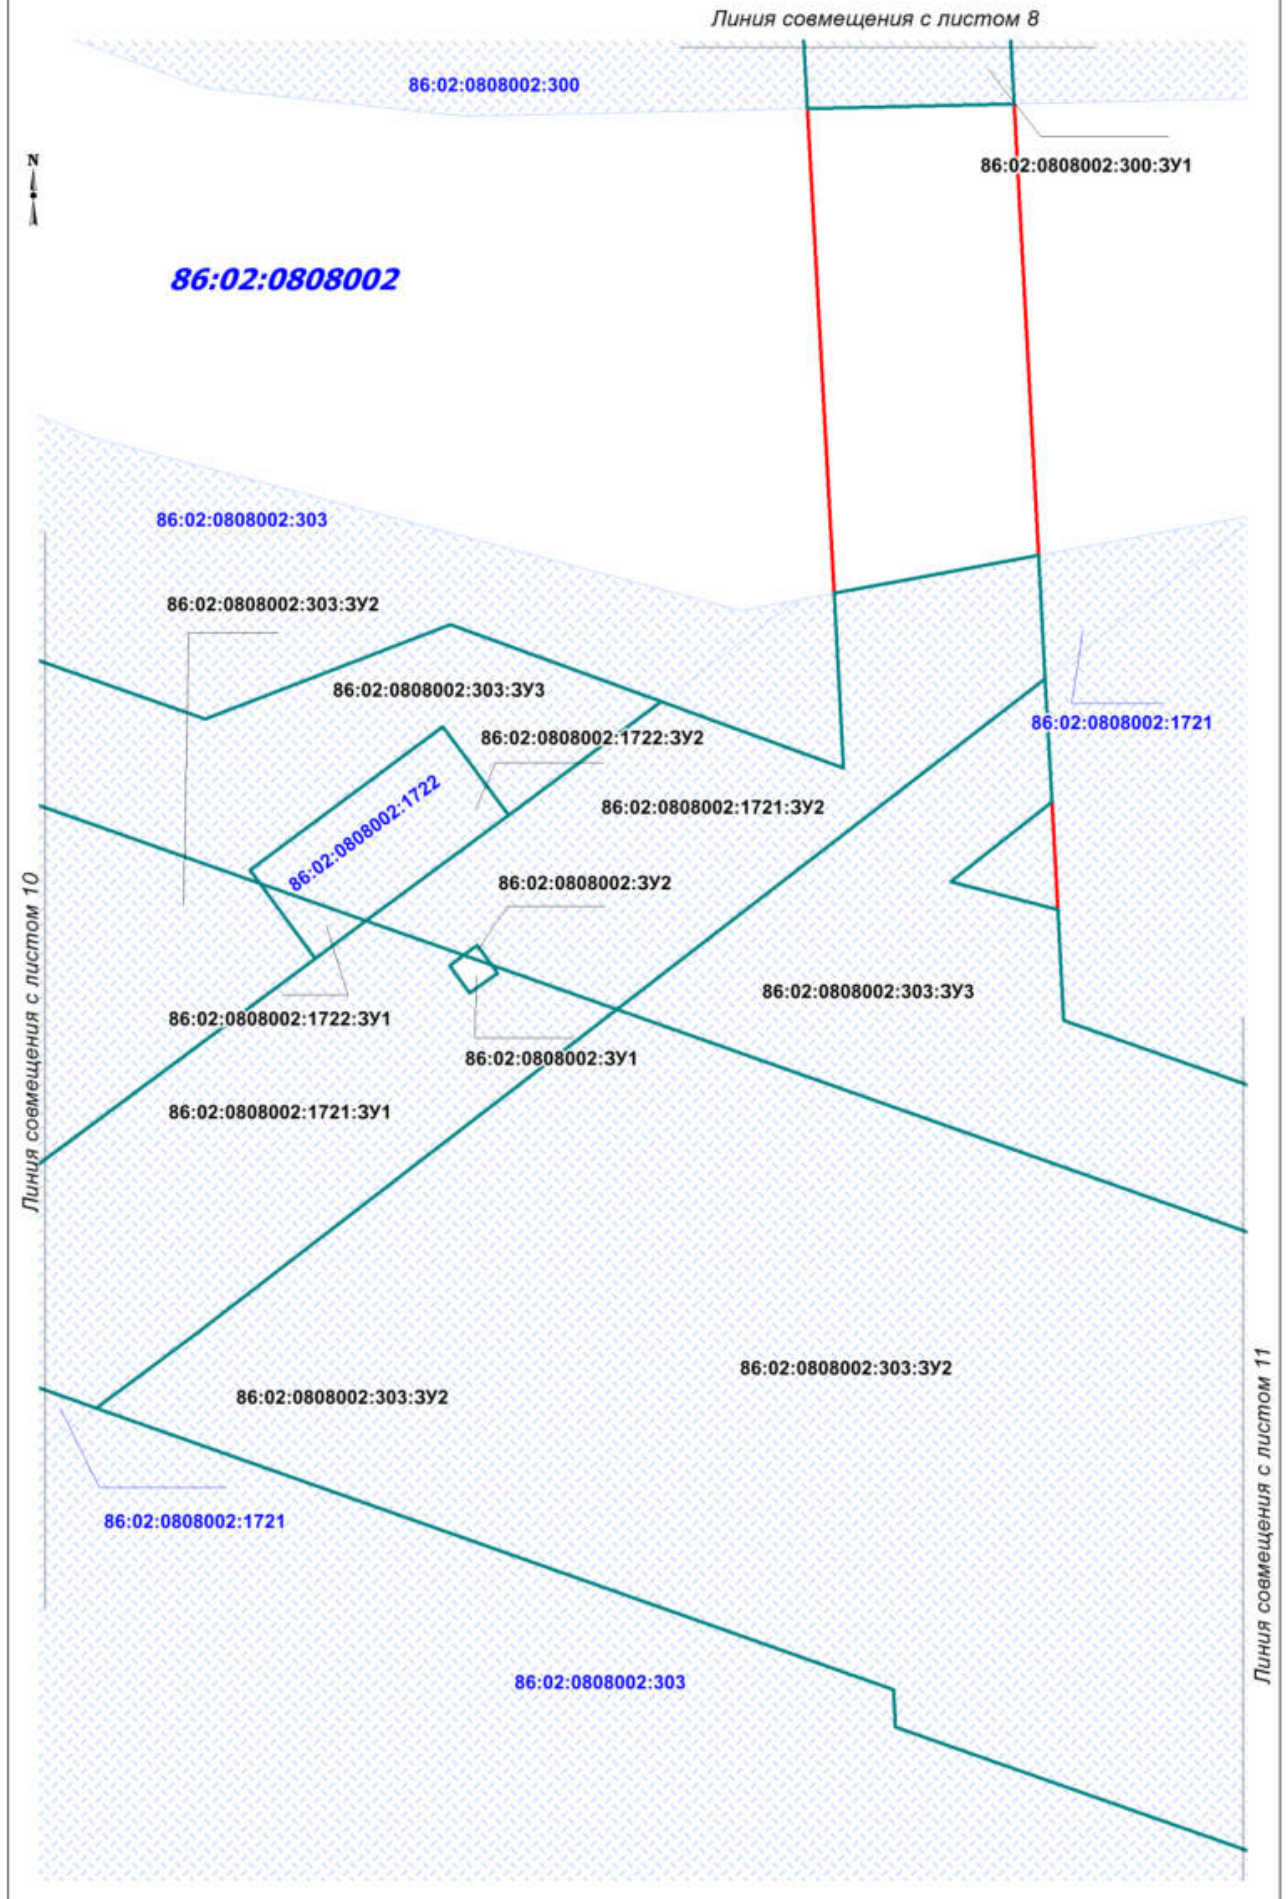 Линия совмещения с листом 8
86:02:0808002:300
N
86:02:0808002:300:ЗУ1
86:02:0808002
86:02:0808002:303
86:02:0808002:303:ЗУ2
86:02:0808002:303:ЗУ3
86:02:0808002:1721
86:02:0808002:1722:ЗУ2
86:02:0808002:1722
86:02:0808002:1721:ЗУ2
86:02:0808002:ЗУ2
Линия совмещения с листом 10
86:02:0808002:303:ЗУ3
86:02:0808002:1722:ЗУ1
86:02:0808002:ЗУ1
86:02:0808002:1721:ЗУ1
86:02:0808002:303:ЗУ2
86:02:0808002:303:ЗУ2
Линия совмещения с листом 11
86:02:0808002:1721
86:02:0808002:303